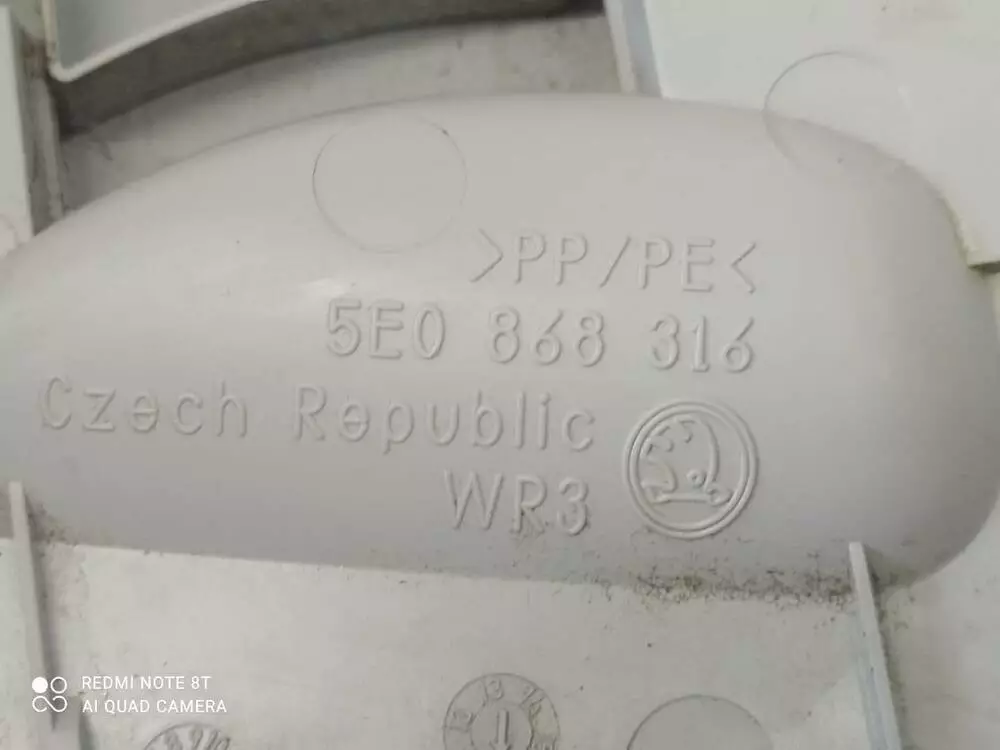 >PP/PE<
5E0 868 316
Czech Republic
WR3
REDMI NOTE 8T
AI QUAD CAMERA